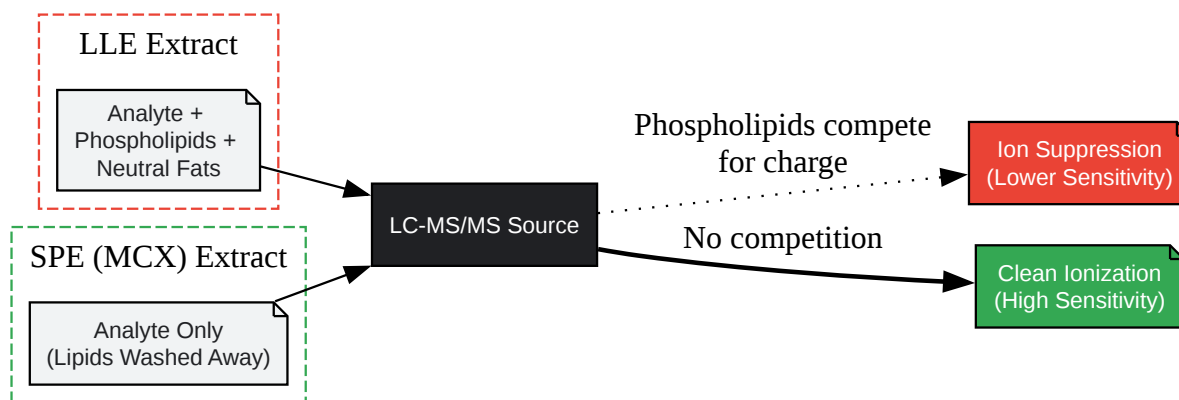 LLE Extract
Analyte +
Phospholipids +
Neutral Fats
SPE (MCX) Extract
Analyte Only
(Lipids Washed Away)
LC-MS/MS Source
Phospholipids compete
for charge
No competition
Ion Suppression
(Lower Sensitivity)
Clean Ionization
(High Sensitivity)